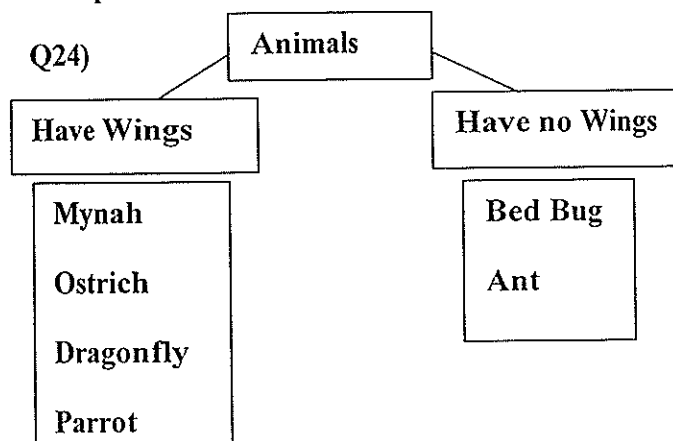 Q24)
Animals
Have Wings
Have no Wings
Mynah
Ostrich
Dragonfly
Parrot
Bed Bug
Ant